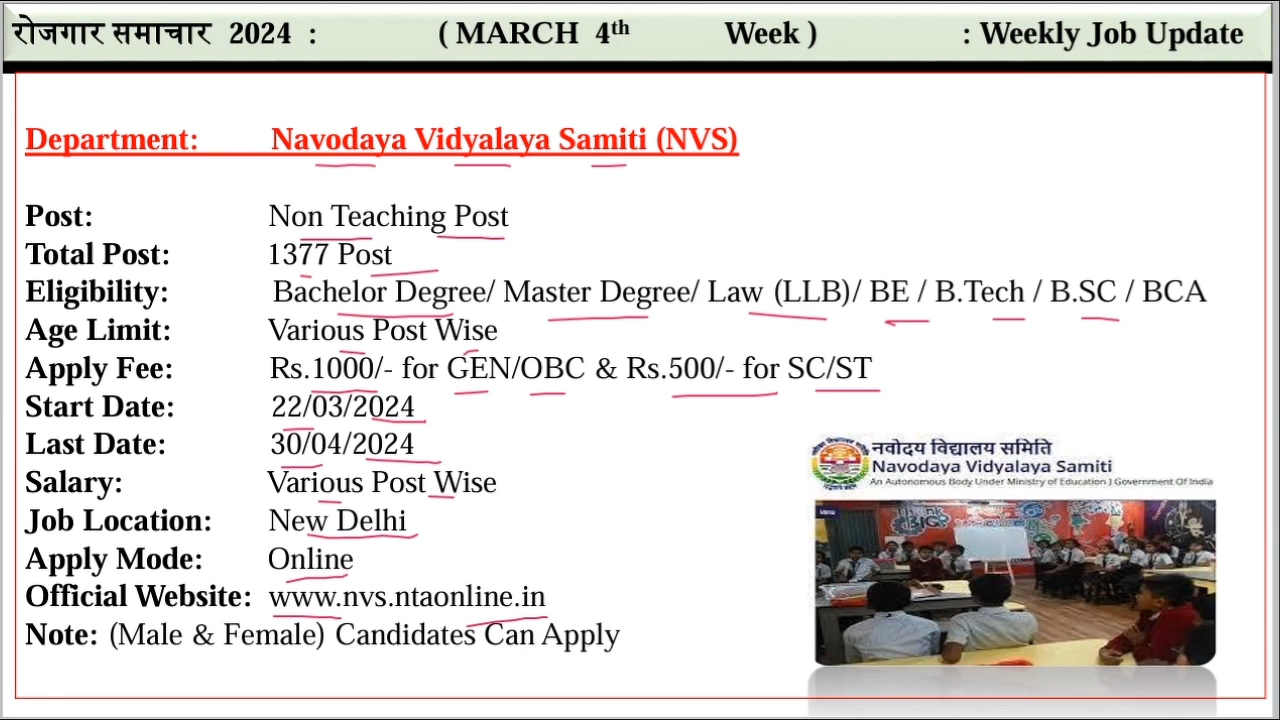 रोजगार समाचार 2024 : ( MARCH 4th Week ) : Weekly Job Update
Department: Navodaya Vidyalaya Samiti (NVS)
Post: Non Teaching Post
Total Post: 1377 Post
Eligibility: Bachelor Degree/ Master Degree/ Law (LLB)/ BE / B.Tech / B.SC / BCA
Age Limit: Various Post Wise
Apply Fee: Rs.1000/- for GEN/OBC & Rs.500/- for SC/ST
Start Date: 22/03/2024
Last Date: 30/04/2024
Salary: Various Post Wise
Job Location: New Delhi
Apply Mode: Online
Official Website: www.nvs.ntaonline.in
Note: (Male & Female) Candidates Can Apply
नवोदय विद्यालय समिति
Navodaya Vidyalaya Samiti
An Autonomous Body Under Ministry of Education | Government Of India
Menu